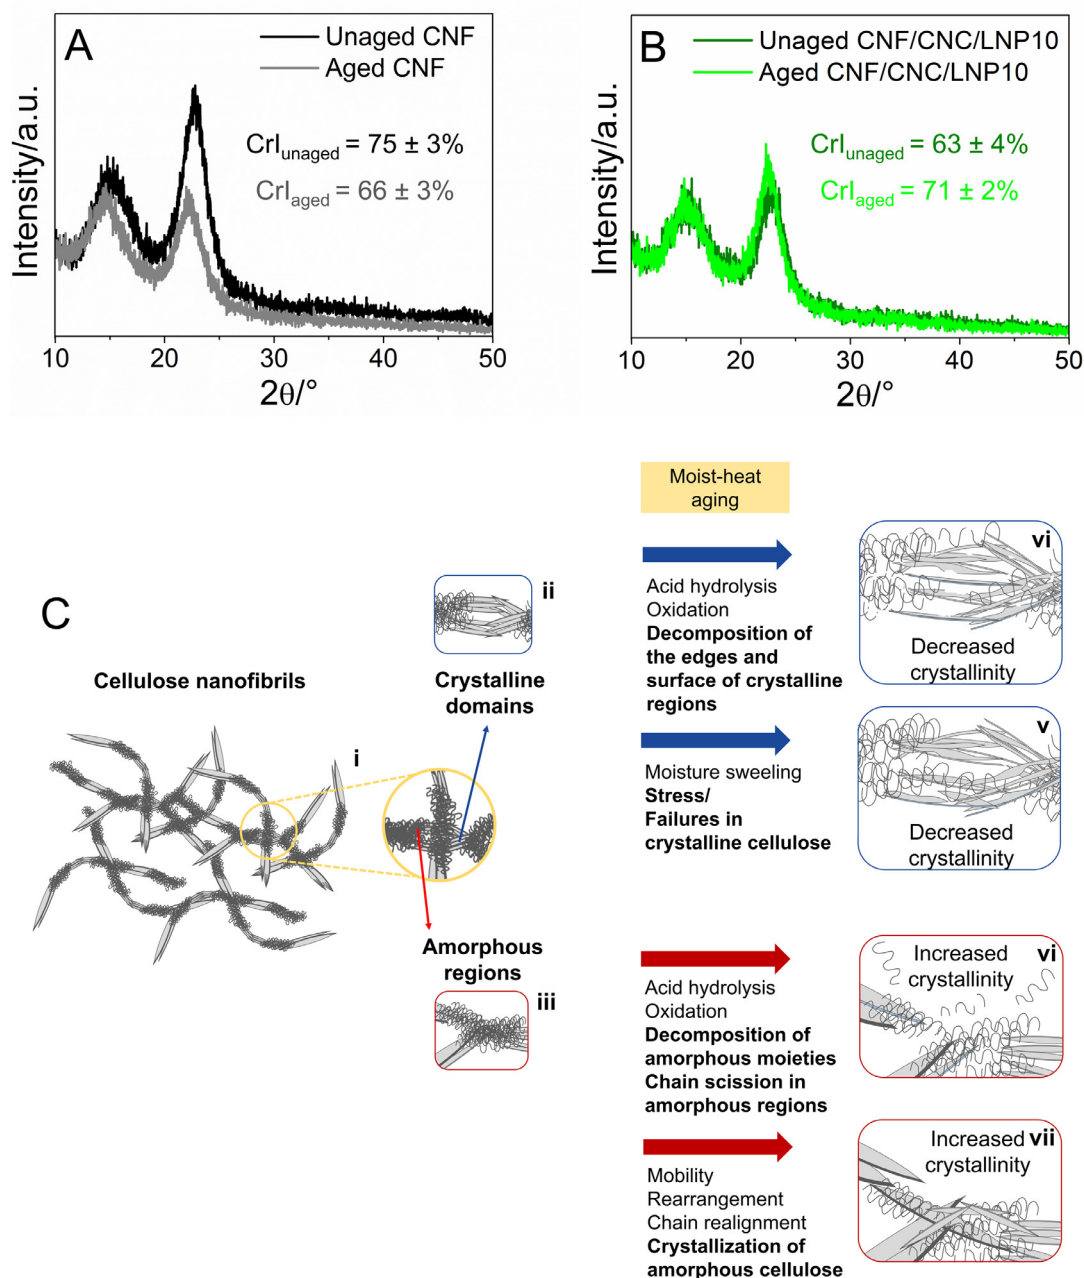 A
Unaged CNF
Aged CNF
CrI_unaged = 75 ± 3%
CrI_aged = 66 ± 3%
Intensity/a.u.
10 20 30 40 50
2θ/°
B
Unaged CNF/CNC/LNP10
Aged CNF/CNC/LNP10
CrI_unaged = 63 ± 4%
CrI_aged = 71 ± 2%
Intensity/a.u.
10 20 30 40 50
2θ/°
C
Cellulose nanofibrils
i
ii
Crystalline
domains
Amorphous
regions
iii
Moist-heat
aging
Acid hydrolysis
Oxidation
Decomposition of
the edges and
surface of crystalline
regions
vi
Decreased
crystallinity
Moisture sweeling
Stress/
Failures in
crystalline cellulose
v
Decreased
crystallinity
Acid hydrolysis
Oxidation
Decomposition of
amorphous moieties
Chain scission in
amorphous regions
Increased
crystallinity
vi
Mobility
Rearrangement
Chain realignment
Crystallization of
amorphous cellulose
Increased
crystallinity
vii